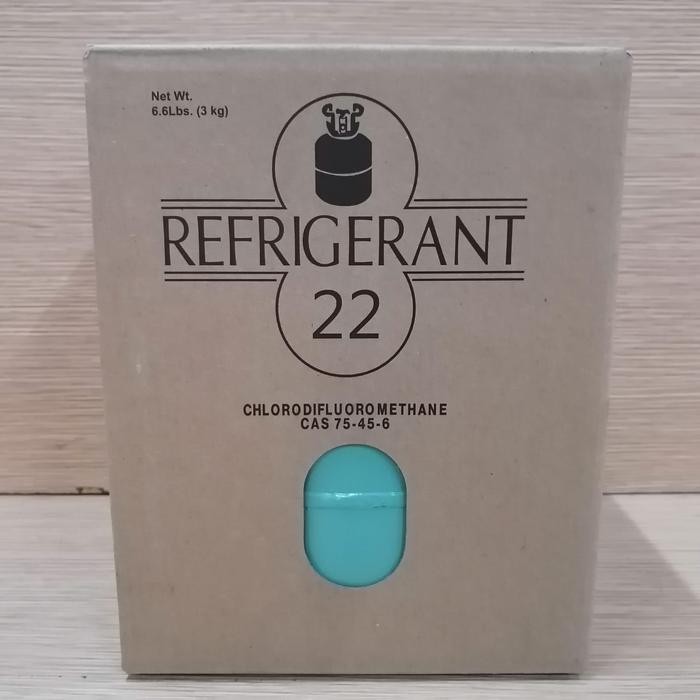 Net Wt.
6.6Lbs. (3 kg)
REFRIGERANT
22
CHLORODIFLUOROMETHANE
CAS 75-45-6